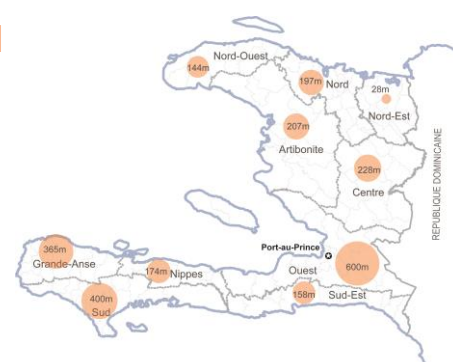 Nord-Ouest
144m
197m
Nord
28m
Nord-Est
207m
Artibonite
228m
Centre
REPUBLIQUE DOMINICAINE
Port-au-Prince
365m
Grande-Anse
174m
Nippes
Ouest
600m
400m
Sud
158m
Sud-Est